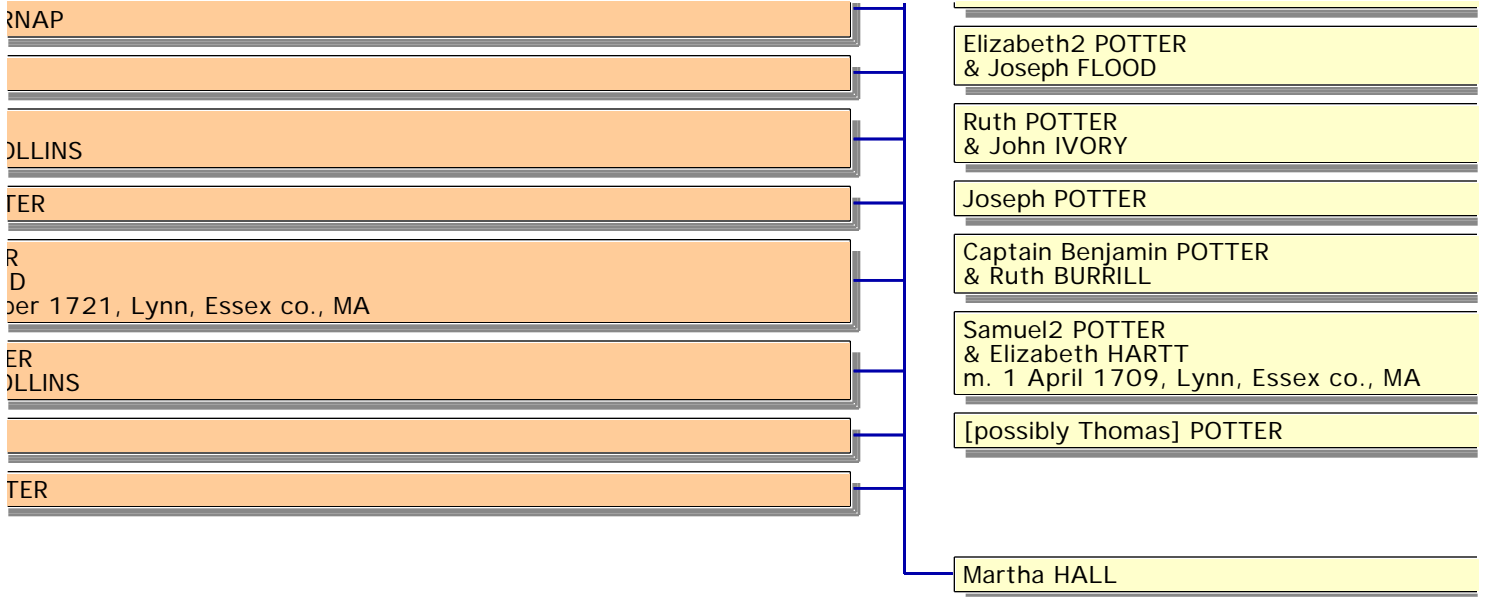 RNAP
OLLINS
TER
R
D
ber 1721, Lynn, Essex co., MA
ER
OLLINS
TER
Elizabeth2 POTTER
& Joseph FLOOD
Ruth POTTER
& John IVORY
Joseph POTTER
Captain Benjamin POTTER
& Ruth BURRILL
Samuel2 POTTER
& Elizabeth HARTT
m. 1 April 1709, Lynn, Essex co., MA
[possibly Thomas] POTTER
Martha HALL